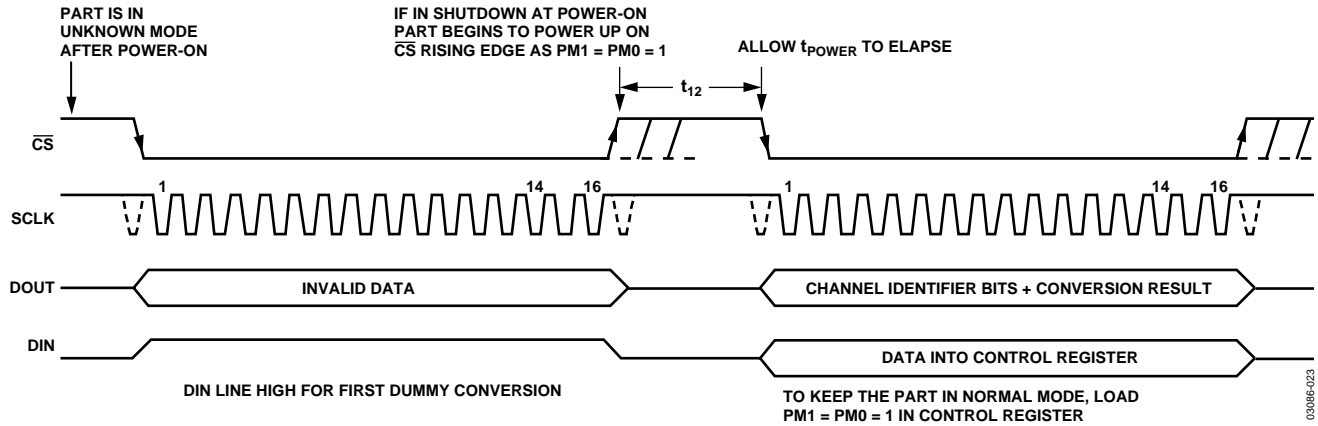 PART IS IN
UNKNOWN MODE
AFTER POWER-ON
IF IN SHUTDOWN AT POWER-ON
PART BEGINS TO POWER UP ON
CS RISING EDGE AS PM1 = PM0 = 1
ALLOW tPOWER TO ELAPSE
t12
CS
1 14 16 1 14 16
SCLK
DOUT INVALID DATA CHANNEL IDENTIFIER BITS + CONVERSION RESULT
DIN DATA INTO CONTROL REGISTER
DIN LINE HIGH FOR FIRST DUMMY CONVERSION
TO KEEP THE PART IN NORMAL MODE, LOAD
PM1 = PM0 = 1 IN CONTROL REGISTER
03086-023